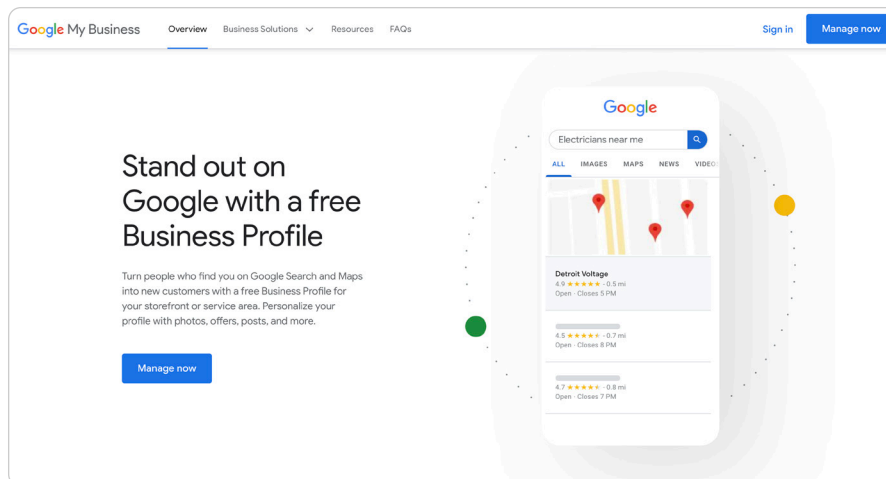 Google My Business Overview Business Solutions Resources FAQs Sign in Manage now
Stand out on
Google with a free
Business Profile
Turn people who find you on Google Search and Maps
into new customers with a free Business Profile for
your storefront or service area. Personalize your
profile with photos, offers, posts, and more.
Manage now
Google
Electricians near me
ALL IMAGES MAPS NEWS VIDEO
Detroit Voltage
4.9 ★★★★★ · 0.5 mi
Open · Closes 5 PM
4.5 ★★★★★ · 0.7 mi
Open · Closes 8 PM
4.7 ★★★★★ · 0.8 mi
Open · Closes 7 PM